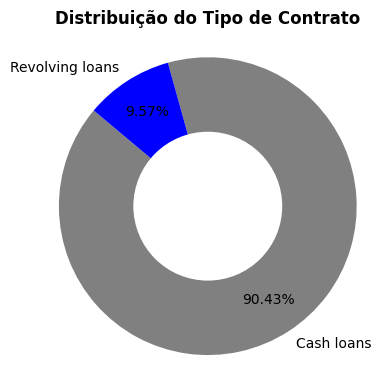 Distribuição do Tipo de Contrato
Revolving loans
9.57%
90.43%
Cash loans